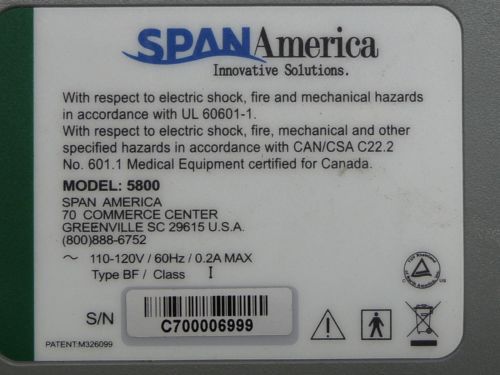 SPAN America
Innovative Solutions.
With respect to electric shock, fire and mechanical hazards
in accordance with UL 60601-1.
With respect to electric shock, fire, mechanical and other
specified hazards in accordance with CAN/CSA C22.2
No. 601.1 Medical Equipment certified for Canada.
MODEL: 5800
SPAN AMERICA
70 COMMERCE CENTER
GREENVILLE SC 29615 U.S.A.
(800)888-6752
~ 110-120V / 60Hz / 0.2A MAX
Type BF / Class I
S/N
C700006999
PATENT:M326099